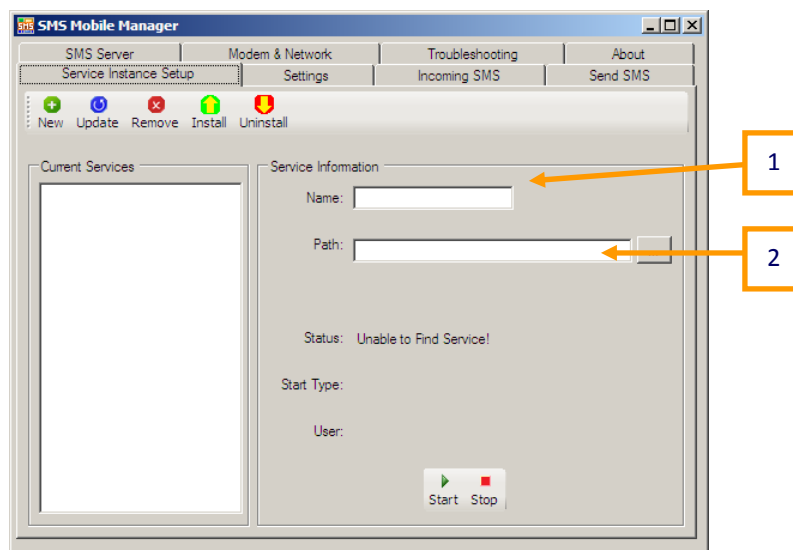 SMS Mobile Manager
SMS Server Modem & Network Troubleshooting About
Service Instance Setup Settings Incoming SMS Send SMS
New Update Remove Install Uninstall
Current Services
Service Information
1
Name:
Path:
2
Status: Unable to Find Service!
Start Type:
User:
Start Stop